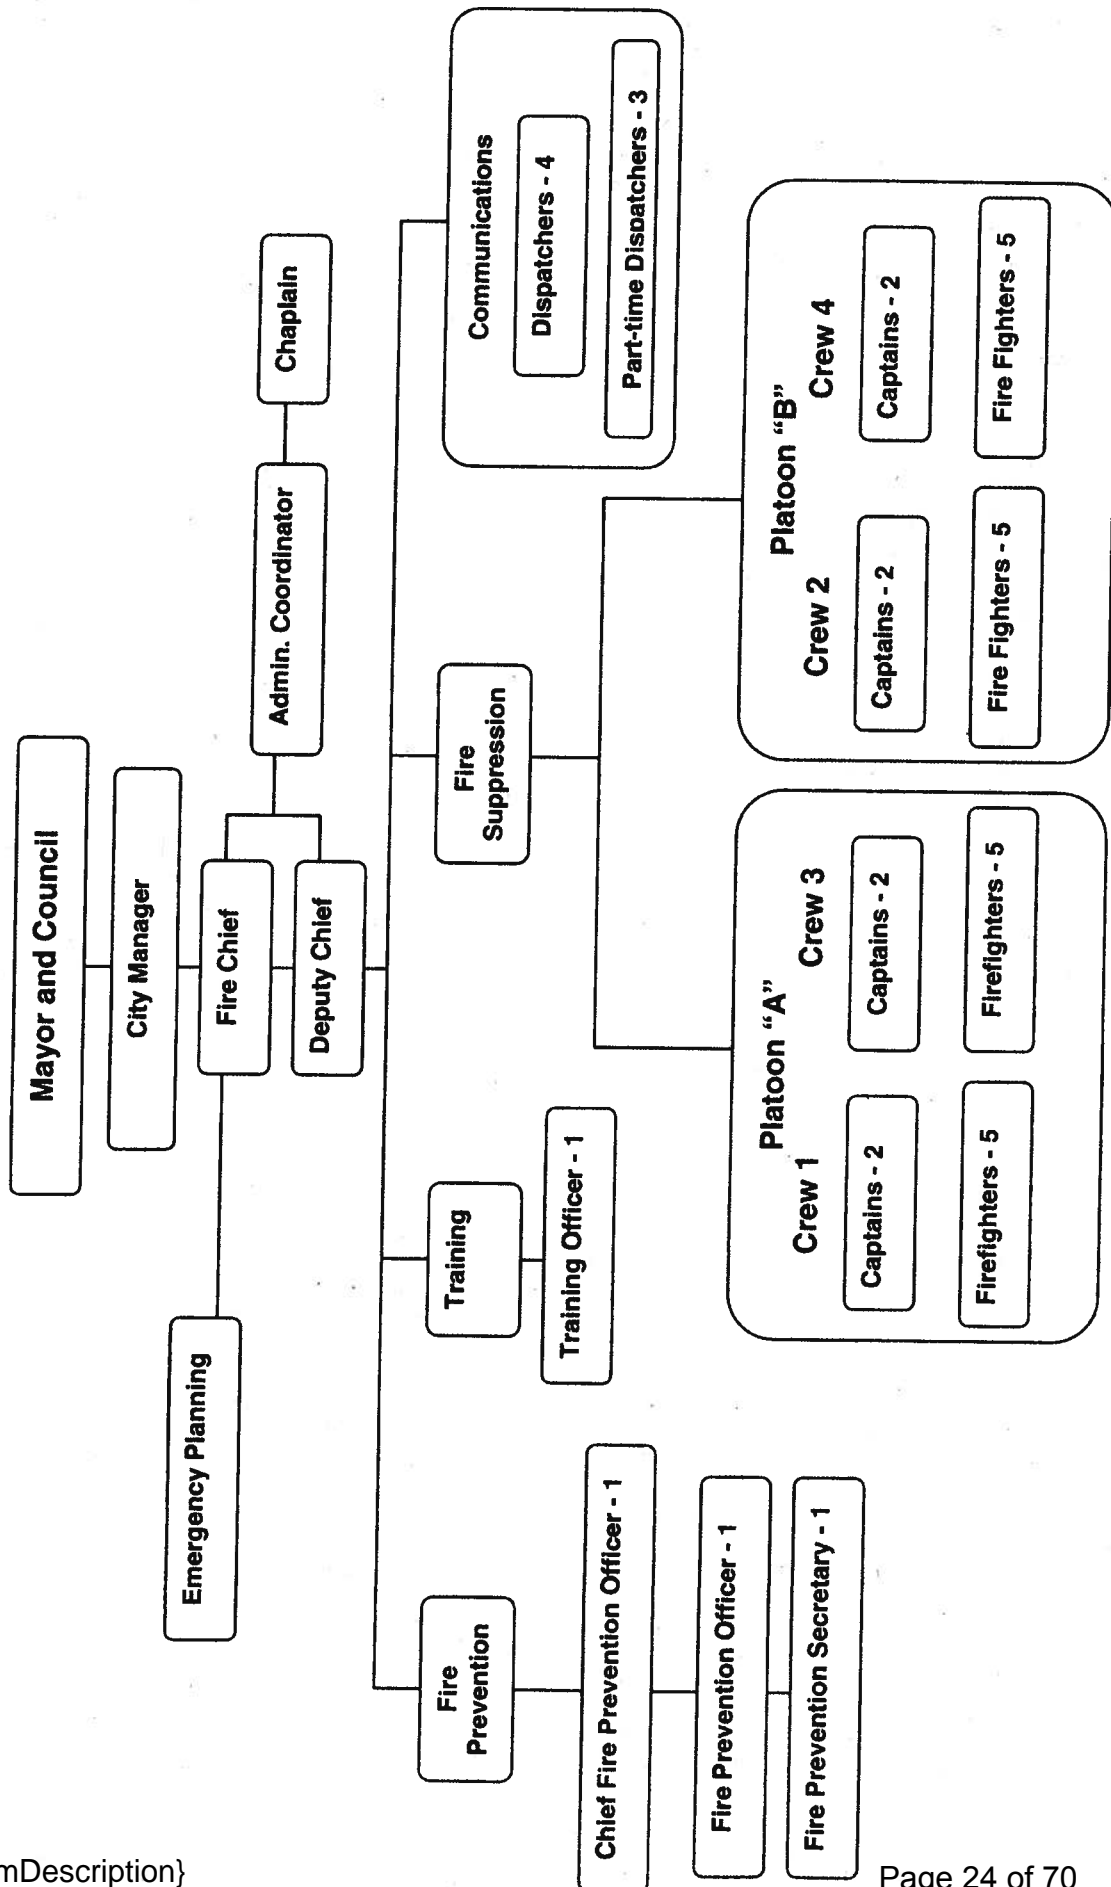 Mayor and Council
City Manager
Fire Chief
Deputy Chief
Emergency Planning
Admin. Coordinator
Chaplain
Fire
Prevention
Chief Fire Prevention Officer - 1
Fire Prevention Officer - 1
Fire Prevention Secretary - 1
Training
Training Officer - 1
Fire
Suppression
Platoon “A”
Crew 1
Captains - 2
Firefighters - 5
Crew 3
Captains - 2
Firefighters - 5
Platoon “B”
Crew 2
Captains - 2
Fire Fighters - 5
Crew 4
Captains - 2
Fire Fighters - 5
Communications
Dispatchers - 4
Part-time Dispatchers - 3
mDescription}
Page 24 of 70